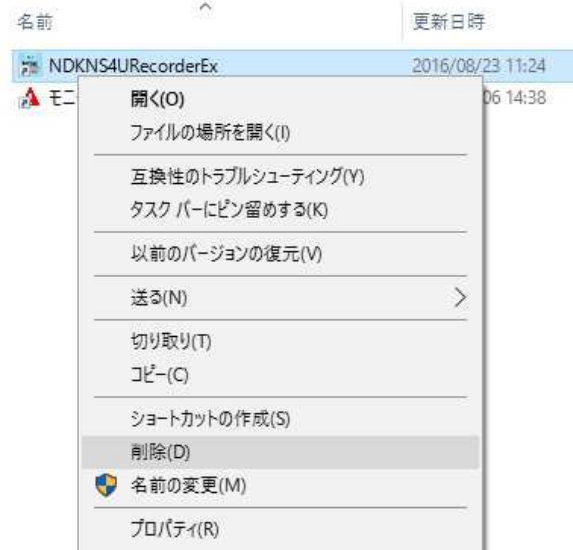 名前 更新日時
NDKNS4URecorderEx 2016/08/23 11:24
モニ 06 14:38
開く(O)
ファイルの場所を開く(I)
互換性のトラブルシューティング(Y)
タスク バーにピン留めする(K)
以前のバージョンの復元(V)
送る(N)
切り取り(T)
コピー(C)
ショートカットの作成(S)
削除(D)
名前の変更(M)
プロパティ(R)